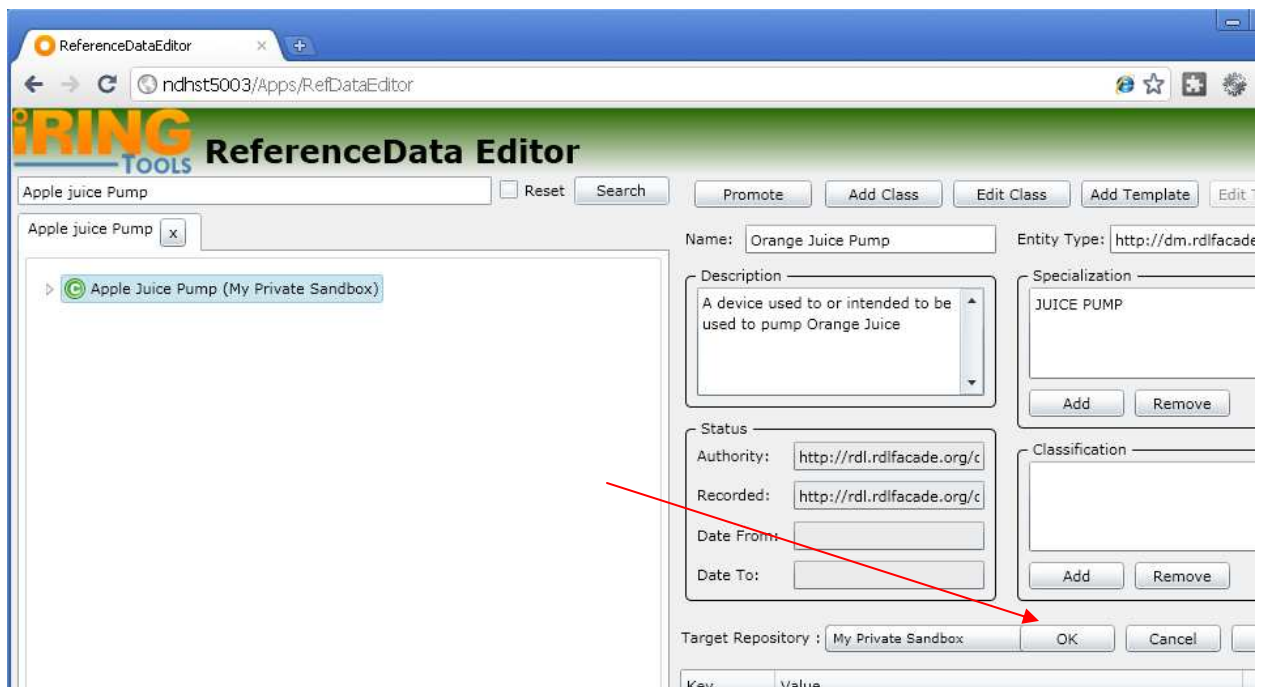 ReferenceDataEditor
ndhst5003/Apps/RefDataEditor
iRING TOOLS ReferenceData Editor
Apple juice Pump Reset Search
Promote Add Class Edit Class Add Template Edit
Apple juice Pump x
Name: Orange Juice Pump Entity Type: http://dm.rdlfacade
Description Specialization
A device used to or intended to be
used to pump Orange Juice
JUICE PUMP
Apple Juice Pump (My Private Sandbox)
Add Remove
Status Classification
Authority: http://rdl.rdlfacade.org/c
Recorded: http://rdl.rdlfacade.org/c
Date From:
Date To:
Add Remove
Target Repository : My Private Sandbox OK Cancel
Key Value